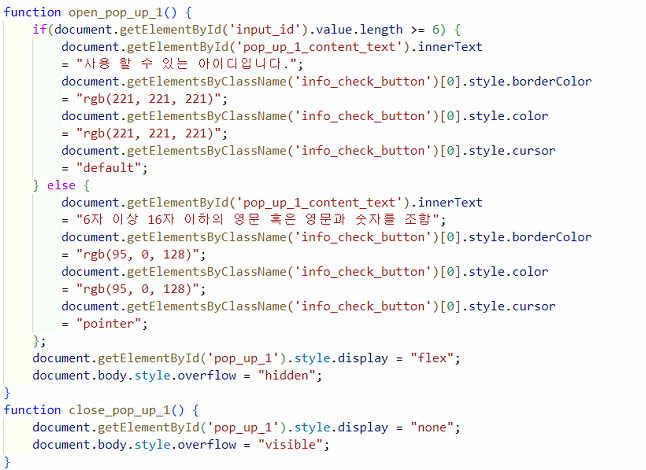 function open_pop_up_1() {
    if(document.getElementById('input_id').value.length >= 6) {
        document.getElementById('pop_up_1_content_text').innerText
        = "사용 할 수 있는 아이디입니다.";
        document.getElementsByClassName('info_check_button')[0].style.borderColor
        = "rgb(221, 221, 221)";
        document.getElementsByClassName('info_check_button')[0].style.color
        = "rgb(221, 221, 221)";
        document.getElementsByClassName('info_check_button')[0].style.cursor
        = "default";
    } else {
        document.getElementById('pop_up_1_content_text').innerText
        = "6자 이상 16자 이하의 영문 혹은 영문과 숫자를 조합";
        document.getElementsByClassName('info_check_button')[0].style.borderColor
        = "rgb(95, 0, 128)";
        document.getElementsByClassName('info_check_button')[0].style.color
        = "rgb(95, 0, 128)";
        document.getElementsByClassName('info_check_button')[0].style.cursor
        = "pointer";
    };
    document.getElementById('pop_up_1').style.display = "flex";
    document.body.style.overflow = "hidden";
}
function close_pop_up_1() {
    document.getElementById('pop_up_1').style.display = "none";
    document.body.style.overflow = "visible";
}